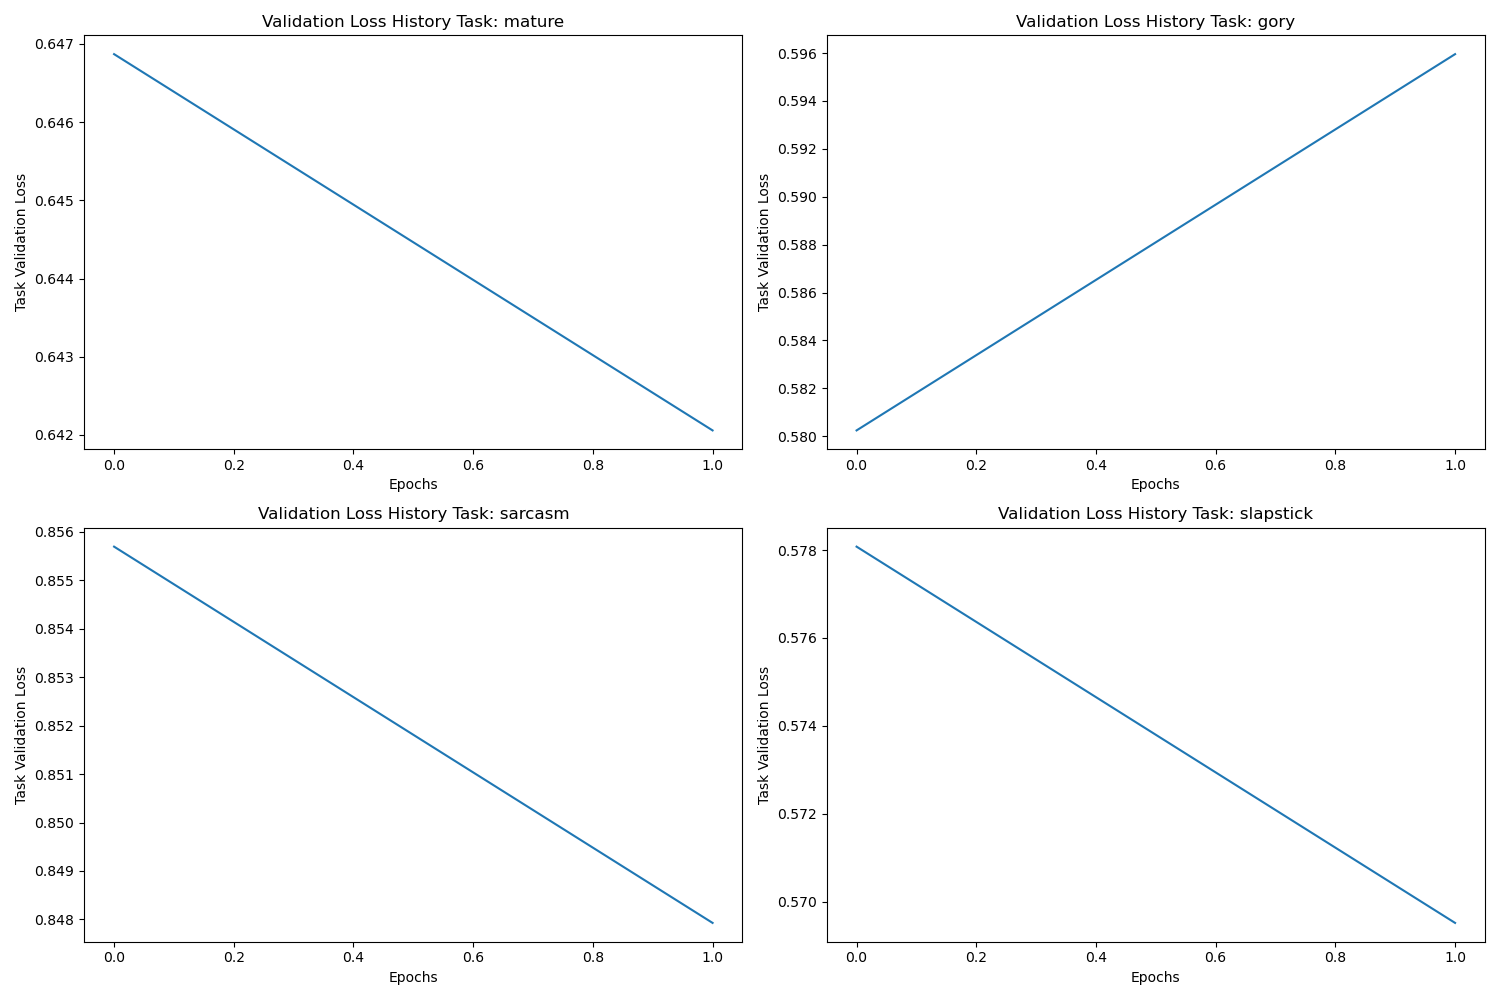 Validation Loss History Task: mature
0.647
0.646
0.645
0.644
0.643
0.642
Task Validation Loss
0.0 0.2 0.4 0.6 0.8 1.0
Epochs
Validation Loss History Task: gory
0.596
0.594
0.592
0.590
0.588
0.586
0.584
0.582
0.580
Task Validation Loss
0.0 0.2 0.4 0.6 0.8 1.0
Epochs
Validation Loss History Task: sarcasm
0.856
0.855
0.854
0.853
0.852
0.851
0.850
0.849
0.848
Task Validation Loss
0.0 0.2 0.4 0.6 0.8 1.0
Epochs
Validation Loss History Task: slapstick
0.578
0.576
0.574
0.572
0.570
Task Validation Loss
0.0 0.2 0.4 0.6 0.8 1.0
Epochs